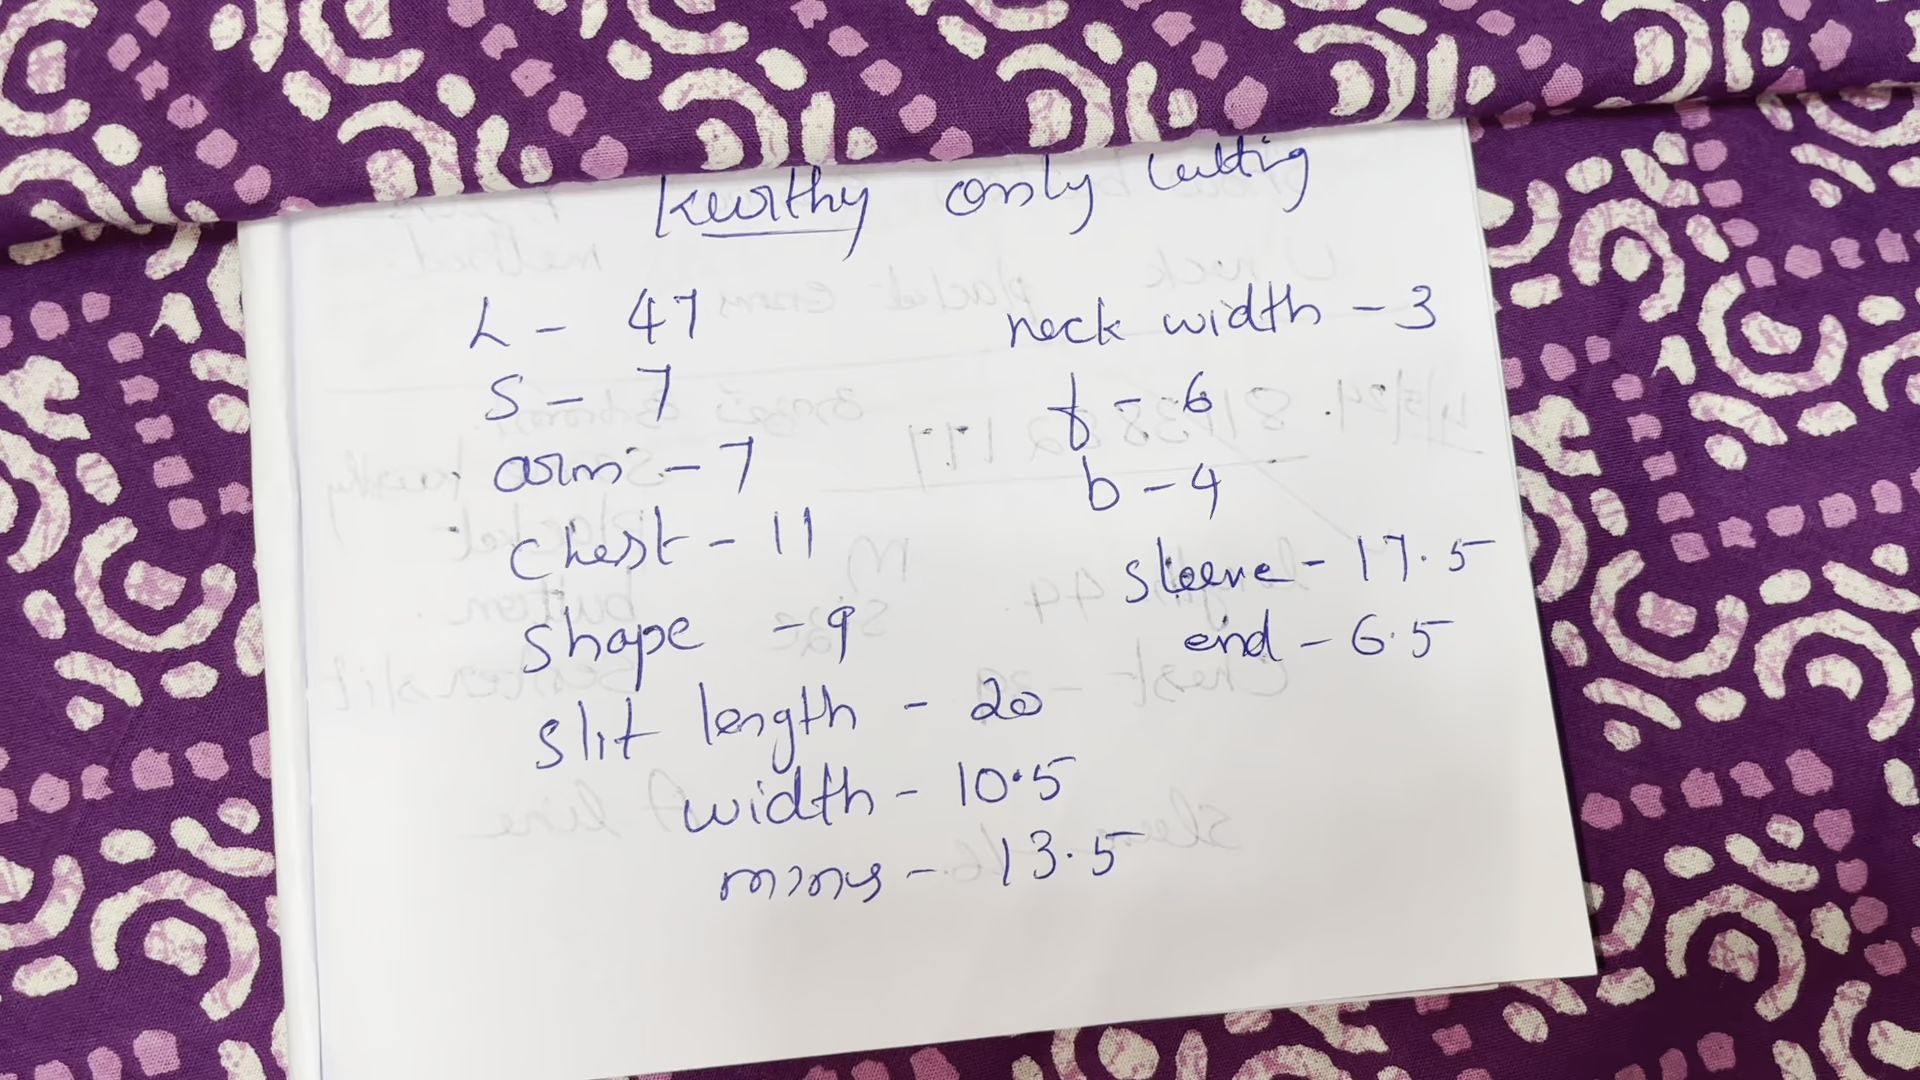 kurthy only cutting
L - 47
S - 7
arm - 7
chest - 11
shape - 9
slit length - 20
width - 10.5
- 13.5
neck width - 3
f - 6
b - 4
sleeve - 17.5
end - 6.5